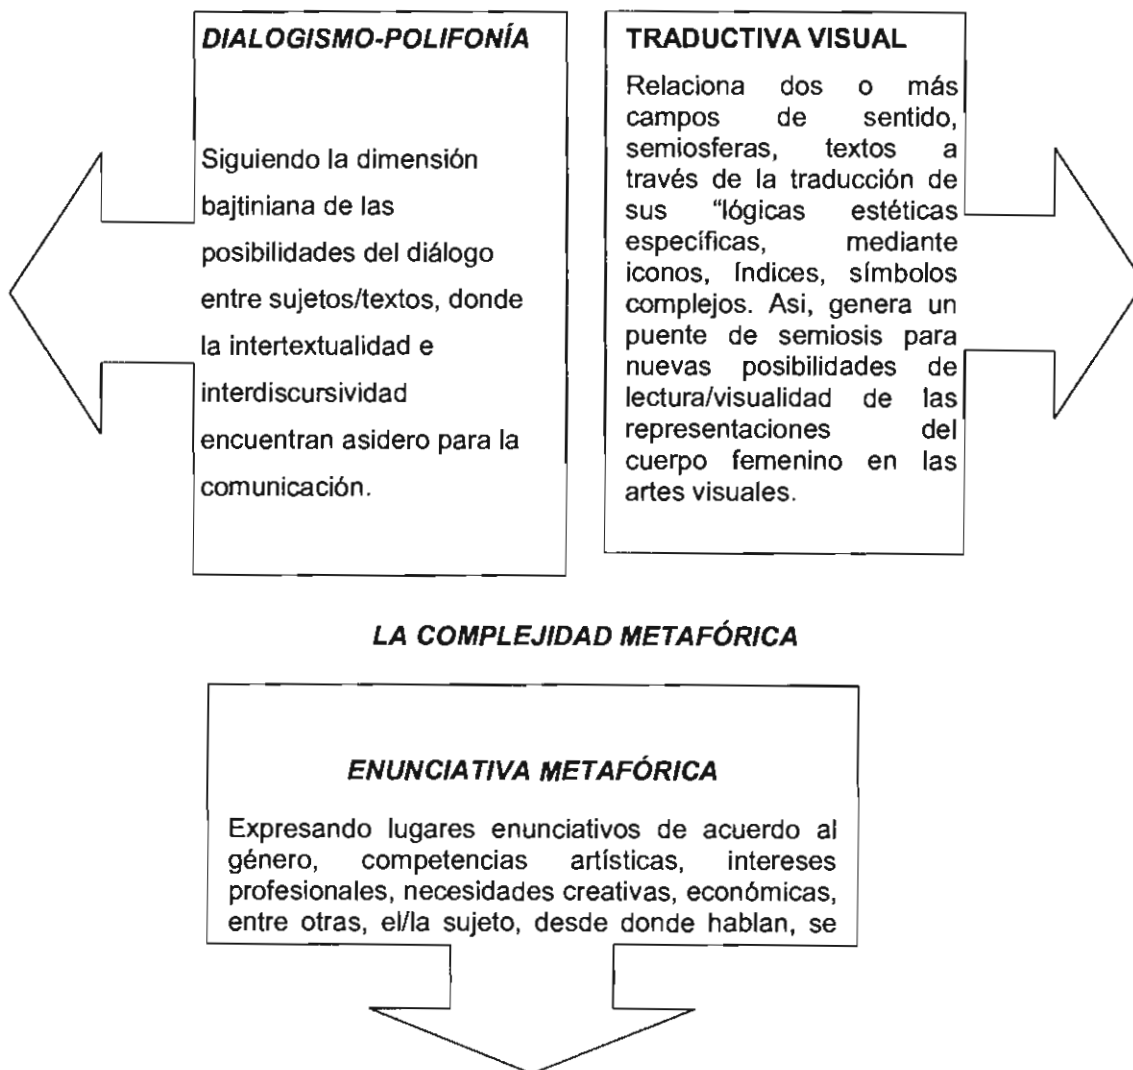 DIALOGISMO-POLIFONÍA
Siguiendo la dimensión
bajtiniana de las
posibilidades del diálogo
entre sujetos/textos, donde
la intertextualidad e
interdiscursividad
encuentran asidero para la
comunicación.
TRADUCTIVA VISUAL
Relaciona dos o más
campos de sentido,
semiosferas, textos a
través de la traducción de
sus “lógicas estéticas
específicas, mediante
iconos, índices, símbolos
complejos. Asi, genera un
puente de semiosis para
nuevas posibilidades de
lectura/visualidad de las
representaciones del
cuerpo femenino en las
artes visuales.
LA COMPLEJIDAD METAFÓRICA
ENUNCIATIVA METAFÓRICA
Expresando lugares enunciativos de acuerdo al
género, competencias artísticas, intereses
profesionales, necesidades creativas, económicas,
entre otras, el/la sujeto, desde donde hablan, se